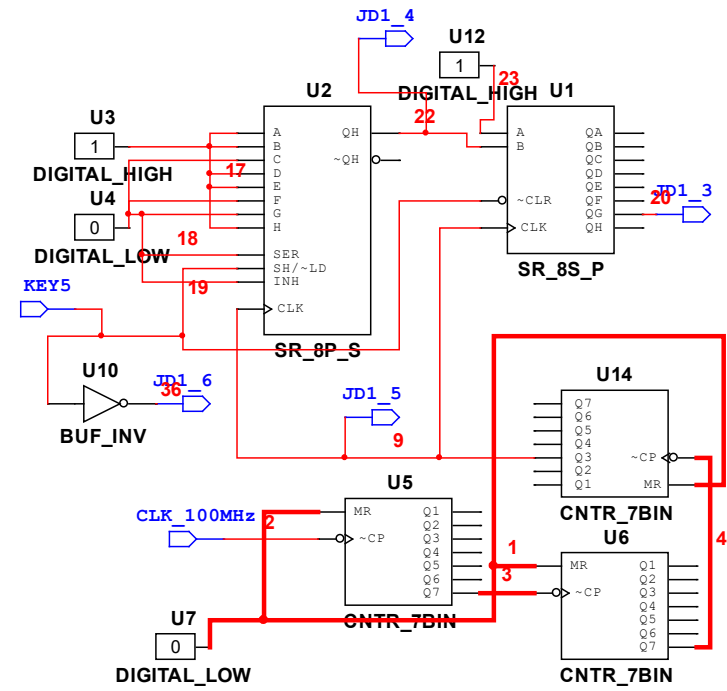 JD1_4
U12
1
23
DIGITAL_HIGH
U2
U1
22
U3
1
DIGITAL_HIGH
17
U4
0
DIGITAL_LOW
18
19
A
B
C
D
E
F
G
H
SER
SH/~LD
INH
CLK
QH
~QH
SR_8P_S
A
B
~CLR
CLK
QA
QB
QC
QD
QE
QF
QG
QH
20
JD1_3
SR_8S_P
KEY5
U10
JD1_6
36
BUF_INV
JD1_5
9
U14
Q7
Q6
Q5
Q4
Q3
Q2
Q1
~CP
MR
CNTR_7BIN
U5
CLK_100MHz
2
MR
~CP
Q1
Q2
Q3
Q4
Q5
Q6
Q7
CNTR_7BIN
1
3
4
U6
MR
~CP
Q1
Q2
Q3
Q4
Q5
Q6
Q7
CNTR_7BIN
U7
0
DIGITAL_LOW